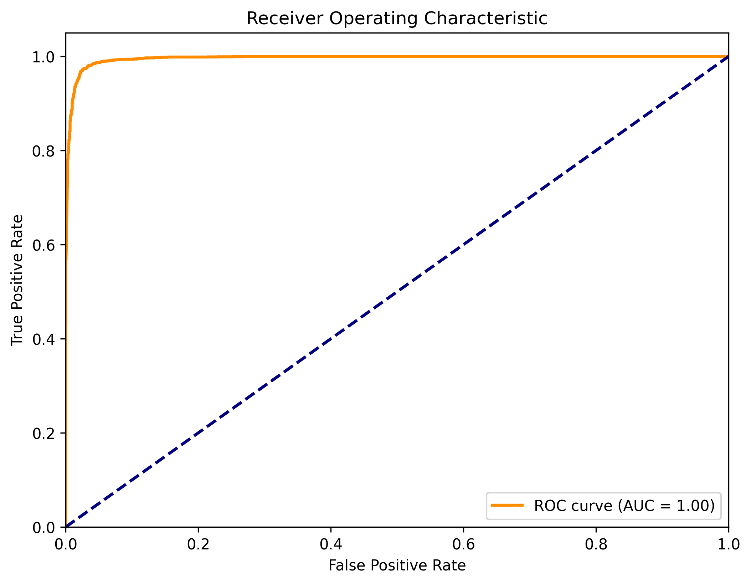 Receiver Operating Characteristic
1.0
0.8
0.6
0.4
0.2
0.0
True Positive Rate
ROC curve (AUC = 1.00)
0.0 0.2 0.4 0.6 0.8 1.0
False Positive Rate